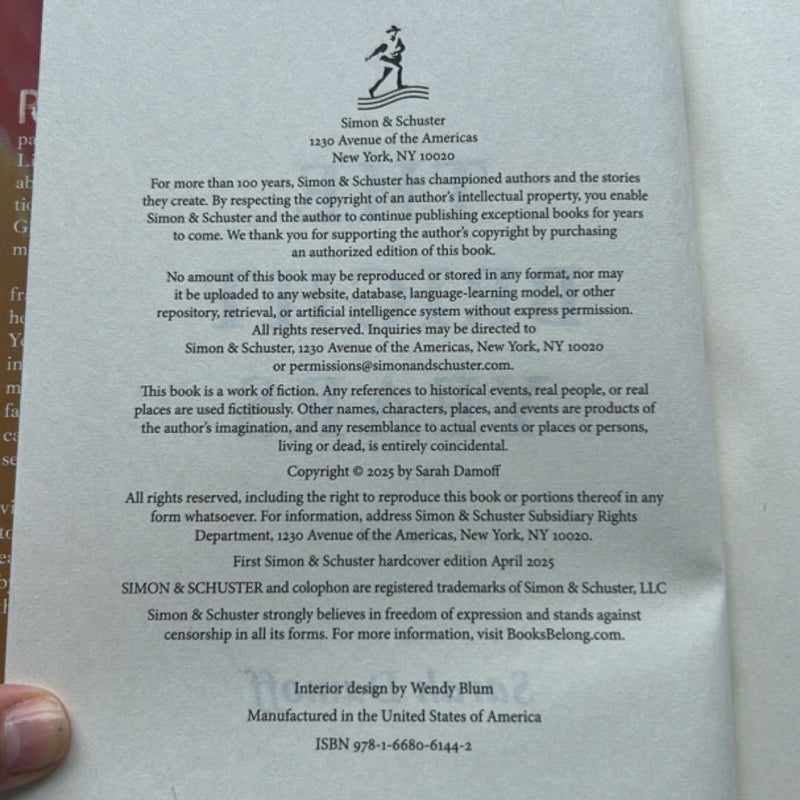 Simon & Schuster
1230 Avenue of the Americas
New York, NY 10020
For more than 100 years, Simon & Schuster has championed authors and the stories
they create. By respecting the copyright of an author's intellectual property, you enable
Simon & Schuster and the author to continue publishing exceptional books for years
to come. We thank you for supporting the author's copyright by purchasing
an authorized edition of this book.
No amount of this book may be reproduced or stored in any format, nor may
it be uploaded to any website, database, language-learning model, or other
repository, retrieval, or artificial intelligence system without express permission.
All rights reserved. Inquiries may be directed to
Simon & Schuster, 1230 Avenue of the Americas, New York, NY 10020
or permissions@simonandschuster.com.
This book is a work of fiction. Any references to historical events, real people, or real
places are used fictitiously. Other names, characters, places, and events are products of
the author's imagination, and any resemblance to actual events or places or persons,
living or dead, is entirely coincidental.
Copyright © 2025 by Sarah Damoff
All rights reserved, including the right to reproduce this book or portions thereof in any
form whatsoever. For information, address Simon & Schuster Subsidiary Rights
Department, 1230 Avenue of the Americas, New York, NY 10020.
First Simon & Schuster hardcover edition April 2025
SIMON & SCHUSTER and colophon are registered trademarks of Simon & Schuster, LLC
Simon & Schuster strongly believes in freedom of expression and stands against
censorship in all its forms. For more information, visit BooksBelong.com.
Interior design by Wendy Blum
Manufactured in the United States of America
ISBN 978-1-6680-6144-2